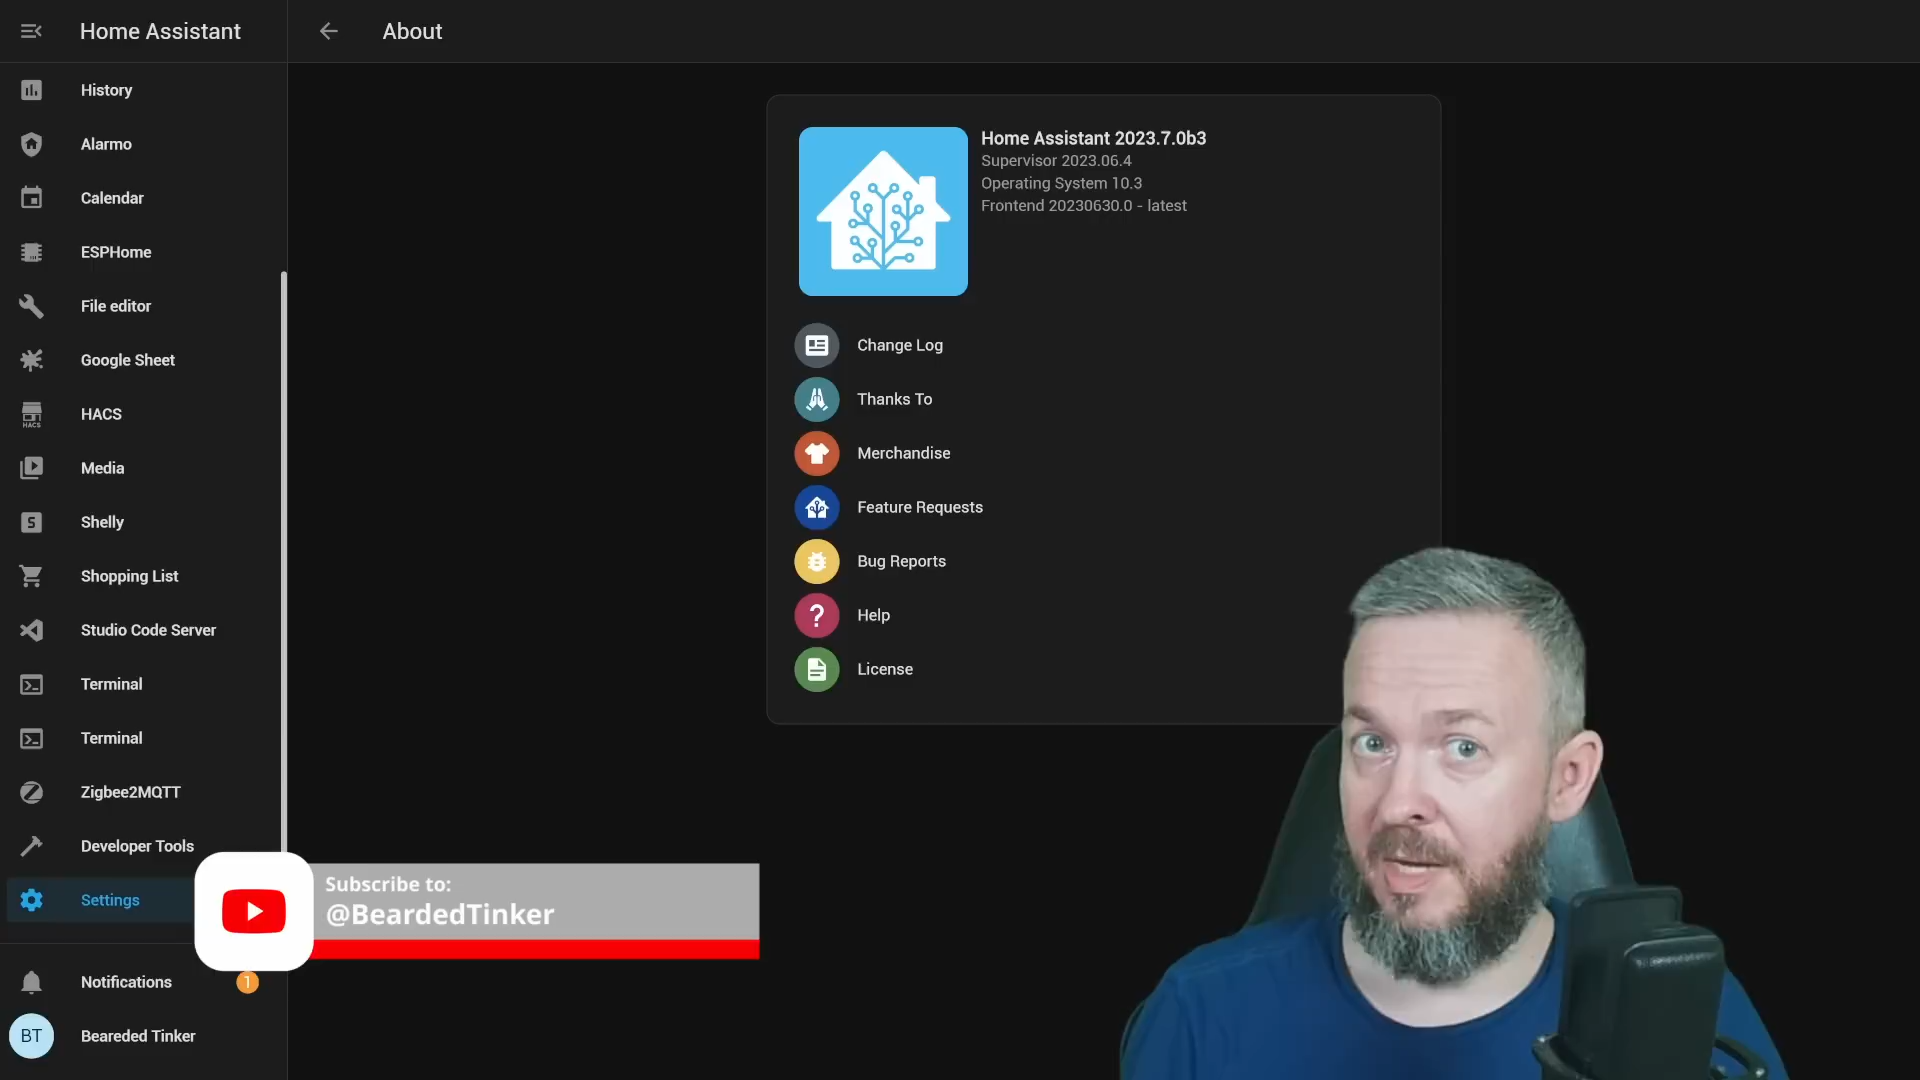 Home Assistant
About
History
Alarmo
Calendar
ESPHome
File editor
Google Sheet
HACS
HACS
Media
Shelly
S
Shopping List
Studio Code Server
Terminal
Terminal
Zigbee2MQTT
Developer Tools
Settings
Notifications
1
BT
Beareded Tinker
Home Assistant 2023.7.0b3
Supervisor 2023.06.4
Operating System 10.3
Frontend 20230630.0 - latest
Change Log
Thanks To
Merchandise
Feature Requests
Bug Reports
?
Help
License
Subscribe to:
@BeardedTinker